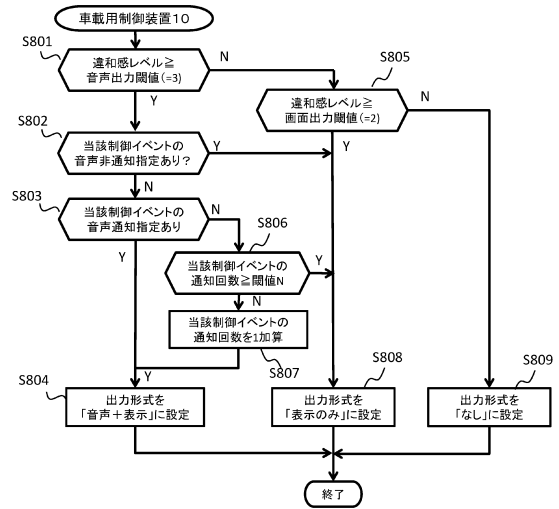 車載用制御装置10
S801
違和感レベル≧
音声出力閾値(=3)
N
Y
S805
違和感レベル≧
画面出力閾値(=2)
N
Y
S802
当該制御イベントの
音声非通知指定あり?
Y
N
S803
当該制御イベントの
音声通知指定あり
N
Y
S806
当該制御イベントの
通知回数≧閾値N
Y
N
当該制御イベントの
通知回数を1加算
S807
Y
S804
出力形式を
「音声+表示」に設定
S808
出力形式を
「表示のみ」に設定
S809
出力形式を
「なし」に設定
終了